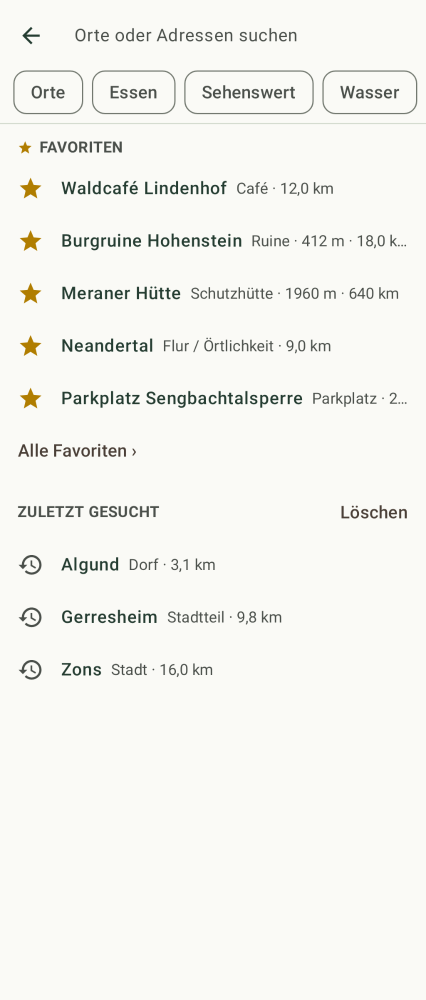 Orte oder Adressen suchen
Orte Essen Sehenswert Wasser
FAVORITEN
Waldcafé Lindenhof Café · 12,0 km
Burgruine Hohenstein Ruine · 412 m · 18,0 k…
Meraner Hütte Schutzhütte · 1960 m · 640 km
Neandertal Flur / Örtlichkeit · 9,0 km
Parkplatz Sengbachtalsperre Parkplatz · 2…
Alle Favoriten ›
ZULETZT GESUCHT Löschen
Algund Dorf · 3,1 km
Gerresheim Stadtteil · 9,8 km
Zons Stadt · 16,0 km